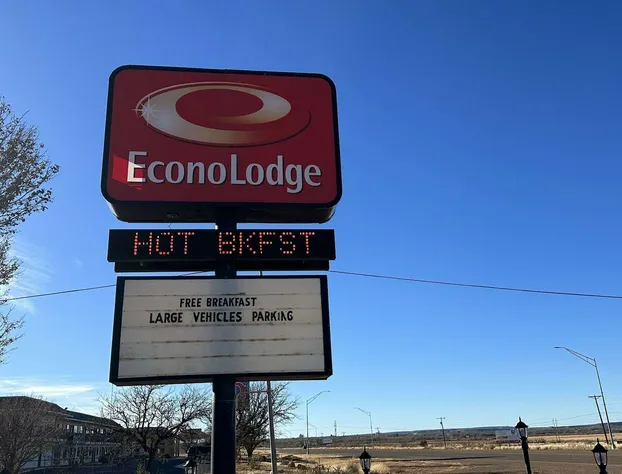 EconoLodge
HOT BKFST
FREE BREAKFAST
LARGE VEHICLES PARKING